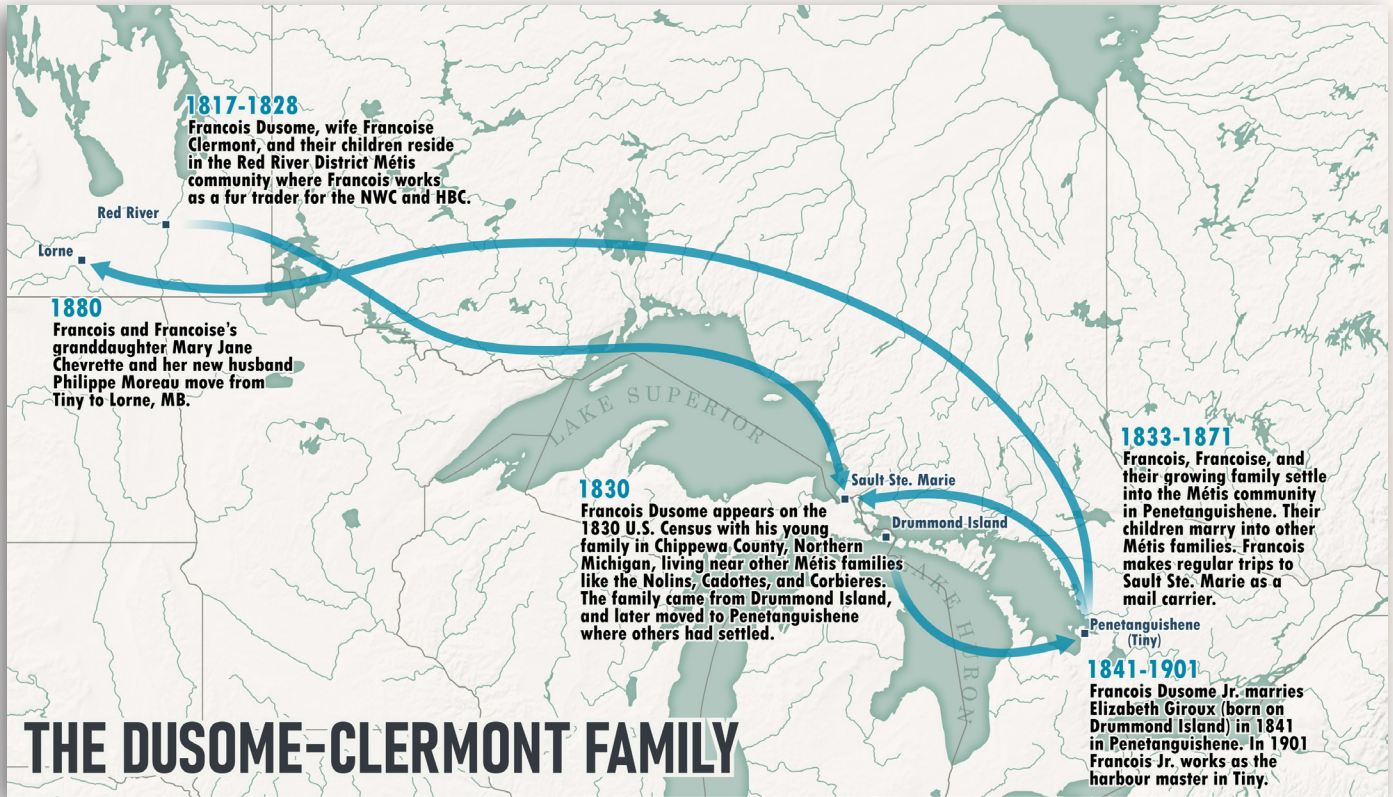 1817-1828
Francois Dusome, wife Francoise
Clermont, and their children reside
in the Red River District Métis
community where Francois works
as a fur trader for the NWC and HBC.
Red River
Lorne
1880
Francois and Francoise's
granddaughter Mary Jane
Chevrette and her new husband
Philippe Moreau move from
Tiny to Lorne, MB.
LAKE SUPERIOR
1830
Francois Dusome appears on the
1830 U.S. Census with his young
family in Chippewa County, Northern
Michigan, living near other Métis families
like the Nolins, Cadottes, and Corbieres.
The family came from Drummond Island,
and later moved to Penetanguishene
where others had settled.
Sault Ste. Marie
Drummond Island
LAKE HURON
1833-1871
Francois, Francoise, and
their growing family settle
into the Métis community
in Penetanguishene. Their
children marry into other
Métis families. Francois
makes regular trips to
Sault Ste. Marie as a
mail carrier.
Penetanguishene
(Tiny)
1841-1901
Francois Dusome Jr. marries
Elizabeth Giroux (born on
Drummond Island) in 1841
in Penetanguishene. In 1901
Francois Jr. works as the
harbour master in Tiny.
THE DUSOME-CLERMONT FAMILY